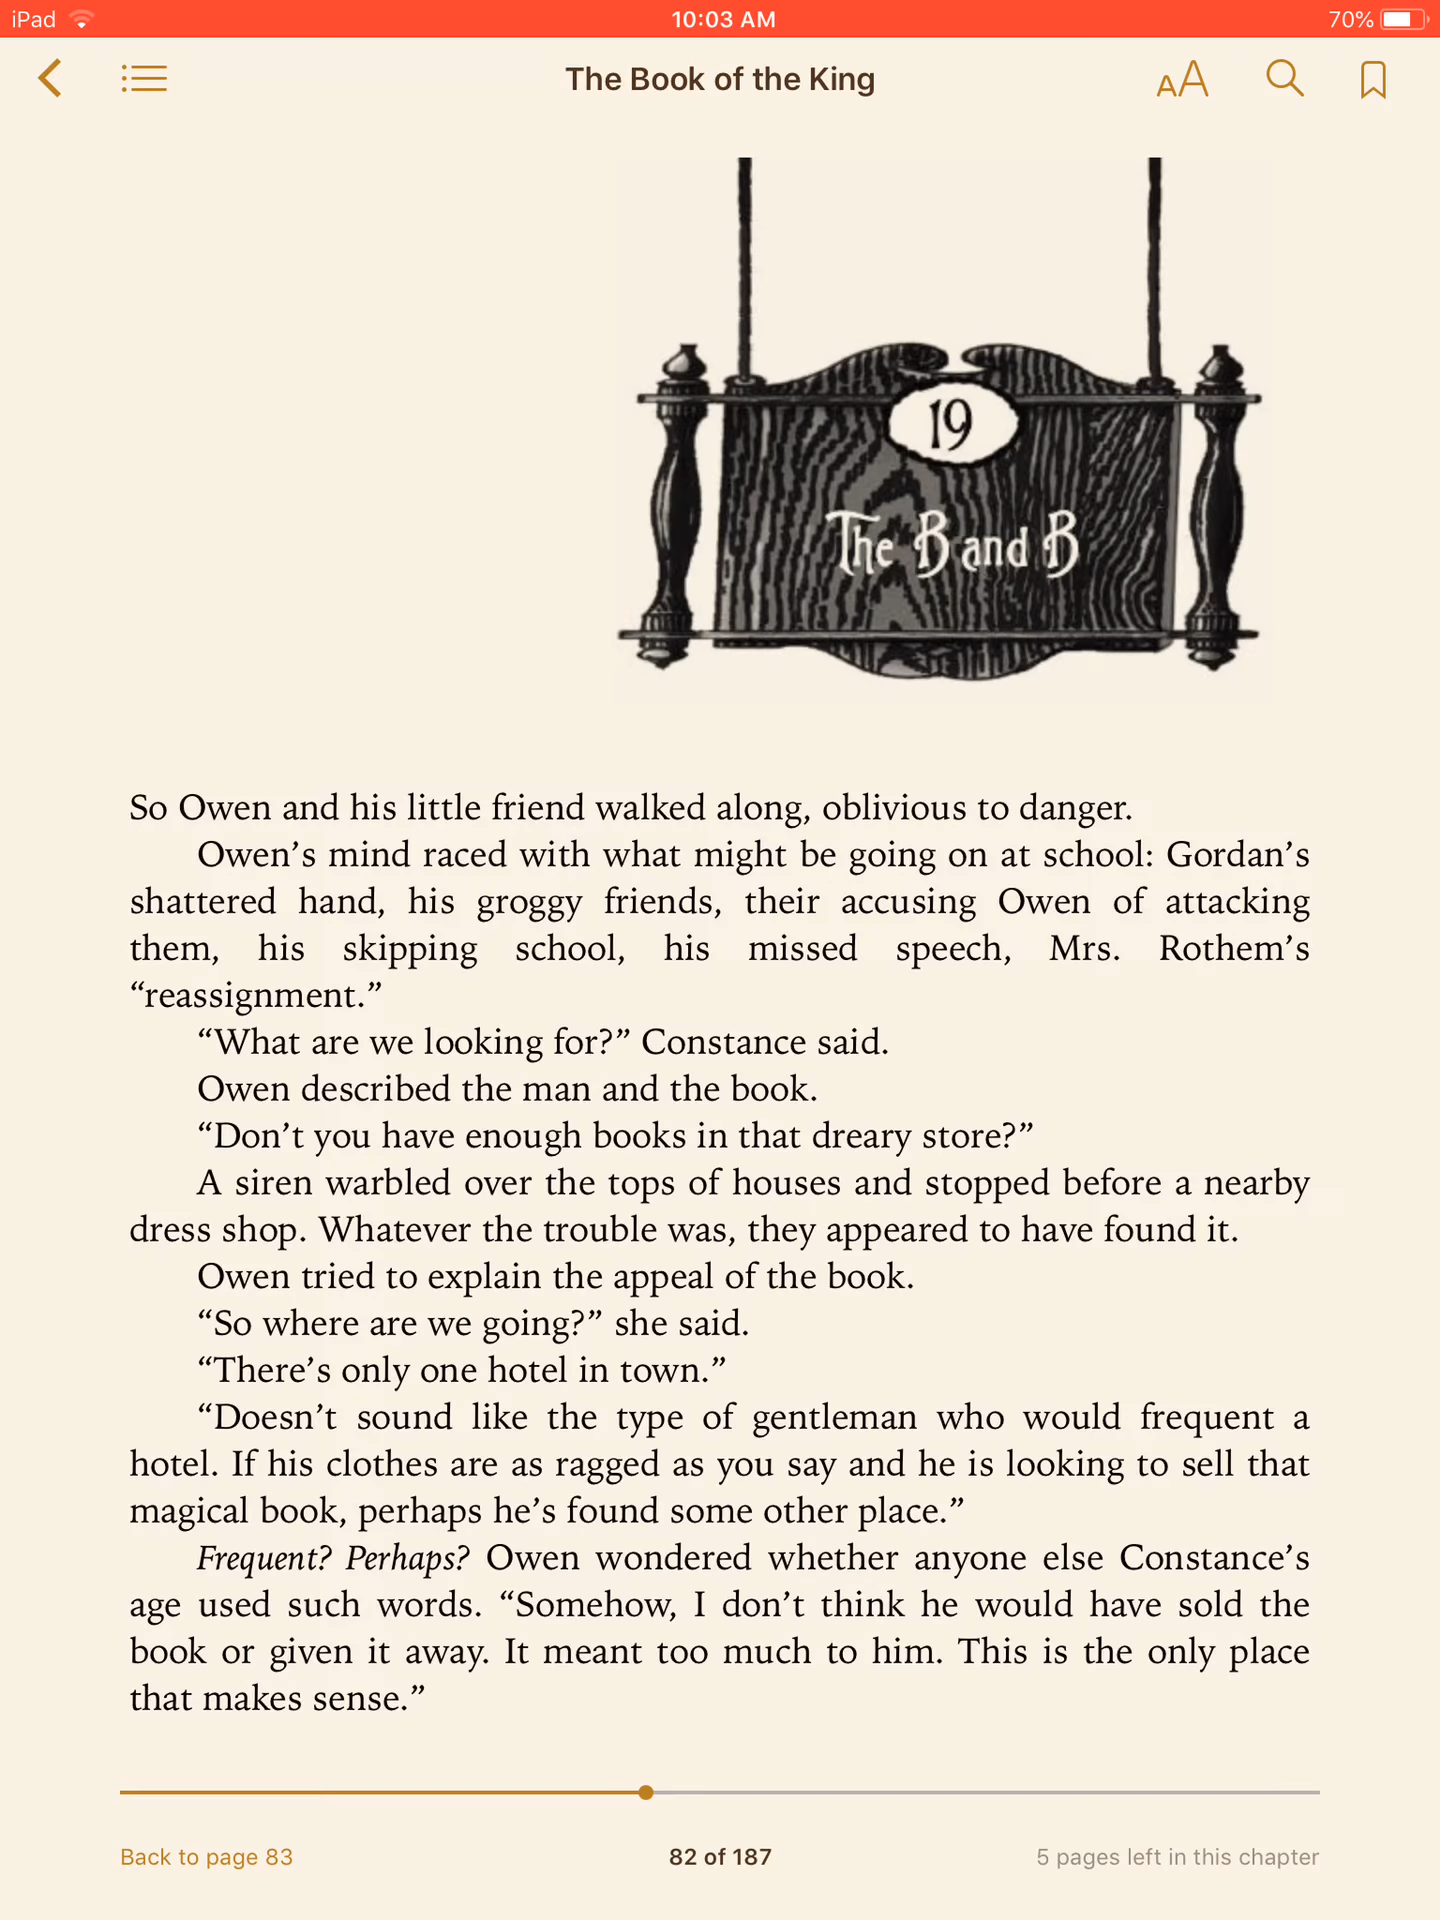 iPad
10:03 AM
70%
The Book of the King
AA
19
The B and B
So Owen and his little friend walked along, oblivious to danger.
Owen’s mind raced with what might be going on at school: Gordan’s
shattered hand, his groggy friends, their accusing Owen of attacking
them, his skipping school, his missed speech, Mrs. Rothem’s
“reassignment.”
“What are we looking for?” Constance said.
Owen described the man and the book.
“Don’t you have enough books in that dreary store?”
A siren warbled over the tops of houses and stopped before a nearby
dress shop. Whatever the trouble was, they appeared to have found it.
Owen tried to explain the appeal of the book.
“So where are we going?” she said.
“There’s only one hotel in town.”
“Doesn’t sound like the type of gentleman who would frequent a
hotel. If his clothes are as ragged as you say and he is looking to sell that
magical book, perhaps he’s found some other place.”
Frequent? Perhaps? Owen wondered whether anyone else Constance’s
age used such words. “Somehow, I don’t think he would have sold the
book or given it away. It meant too much to him. This is the only place
that makes sense.”
Back to page 83
82 of 187
5 pages left in this chapter